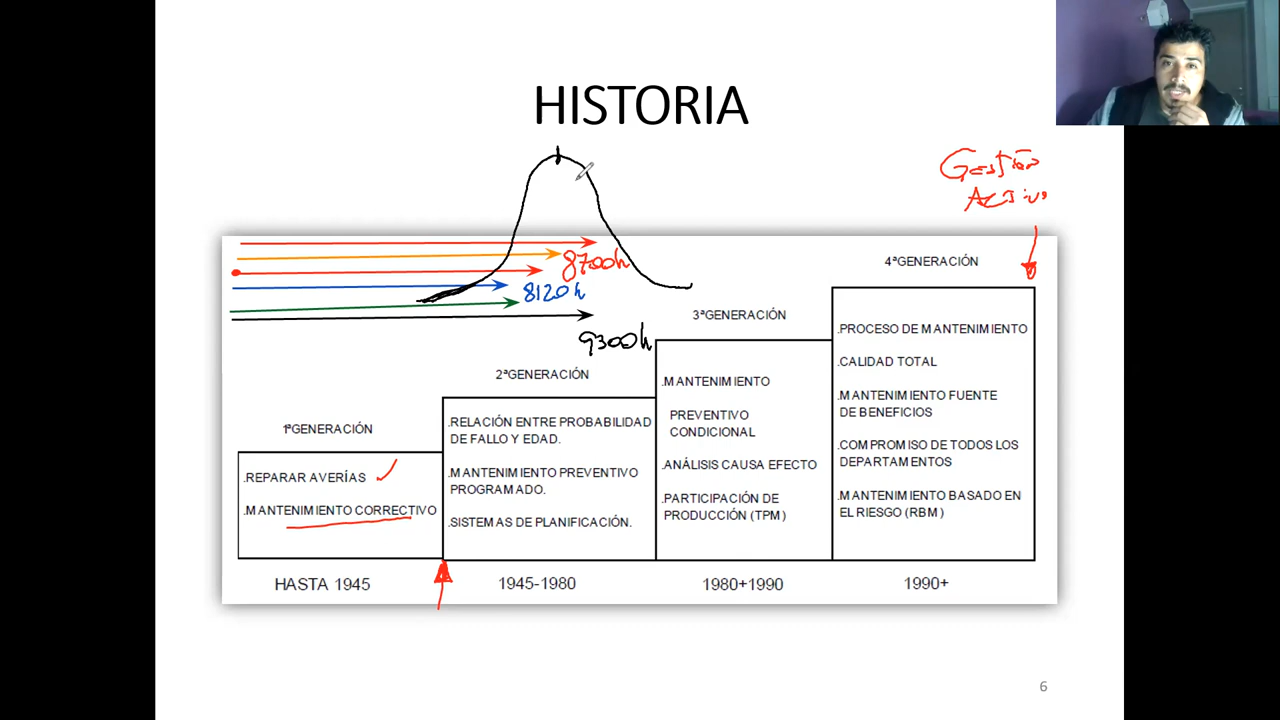 HISTORIA
Gestión
Activo
8700h
8120h
9300h
1ªGENERACIÓN
.REPARAR AVERÍAS
.MANTENIMIENTO CORRECTIVO
HASTA 1945
2ªGENERACIÓN
.RELACIÓN ENTRE PROBABILIDAD
DE FALLO Y EDAD.
.MANTENIMIENTO PREVENTIVO
PROGRAMADO.
.SISTEMAS DE PLANIFICACIÓN.
1945-1980
3ªGENERACIÓN
.MANTENIMIENTO
PREVENTIVO
CONDICIONAL
.ANÁLISIS CAUSA EFECTO
.PARTICIPACIÓN DE
PRODUCCIÓN (TPM)
1980+1990
4ªGENERACIÓN
.PROCESO DE MANTENIMIENTO
.CALIDAD TOTAL
.MANTENIMIENTO FUENTE
DE BENEFICIOS
.COMPROMISO DE TODOS LOS
DEPARTAMENTOS
.MANTENIMIENTO BASADO EN
EL RIESGO (RBM)
1990+
6